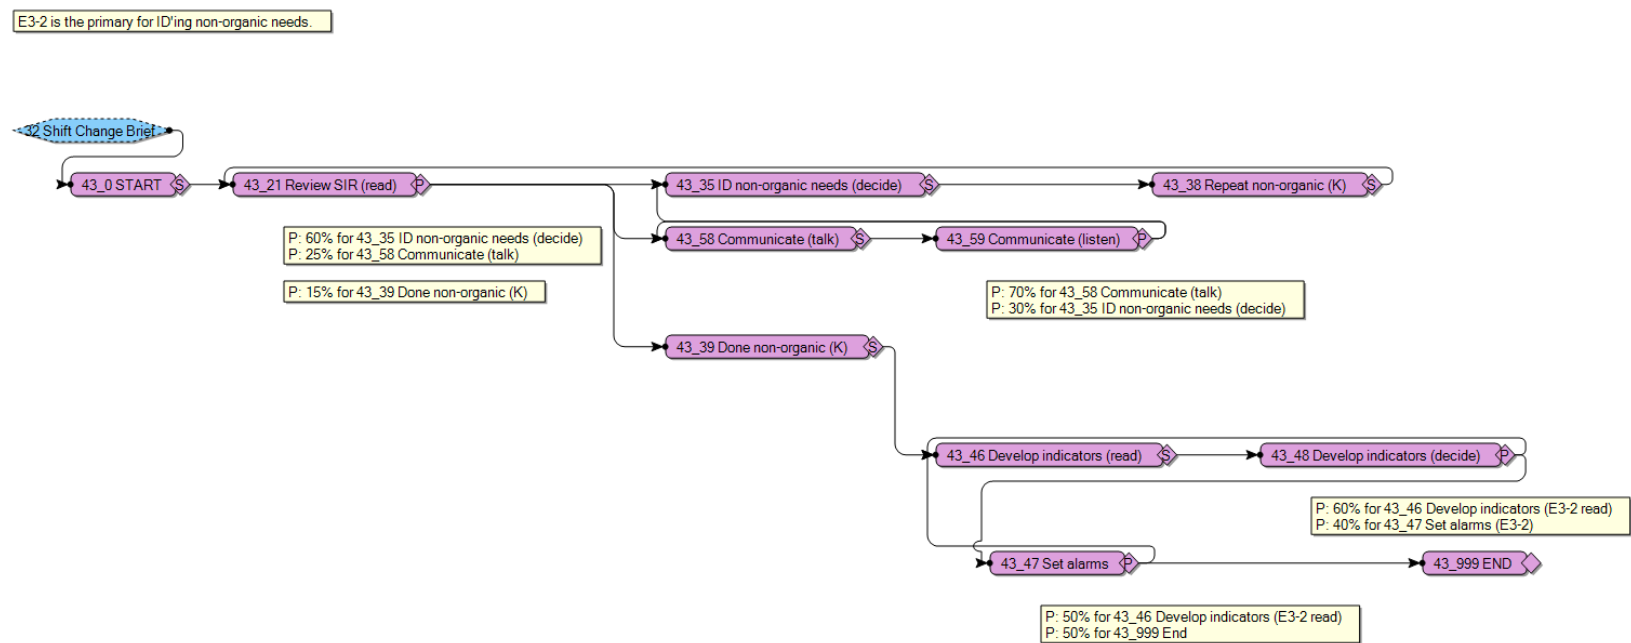 E3-2 is the primary for ID'ing non-organic needs.
32 Shift Change Brief
43_0 START S
43_21 Review SIR (read) P
43_35 ID non-organic needs (decide) S
43_38 Repeat non-organic (K) S
P: 60% for 43_35 ID non-organic needs (decide)
P: 25% for 43_58 Communicate (talk)
43_58 Communicate (talk) S
43_59 Communicate (listen) P
P: 15% for 43_39 Done non-organic (K)
P: 70% for 43_58 Communicate (talk)
P: 30% for 43_35 ID non-organic needs (decide)
43_39 Done non-organic (K) S
43_46 Develop indicators (read) S
43_48 Develop indicators (decide) P
P: 60% for 43_46 Develop indicators (E3-2 read)
P: 40% for 43_47 Set alarms (E3-2)
43_47 Set alarms P
43_999 END
P: 50% for 43_46 Develop indicators (E3-2 read)
P: 50% for 43_999 End